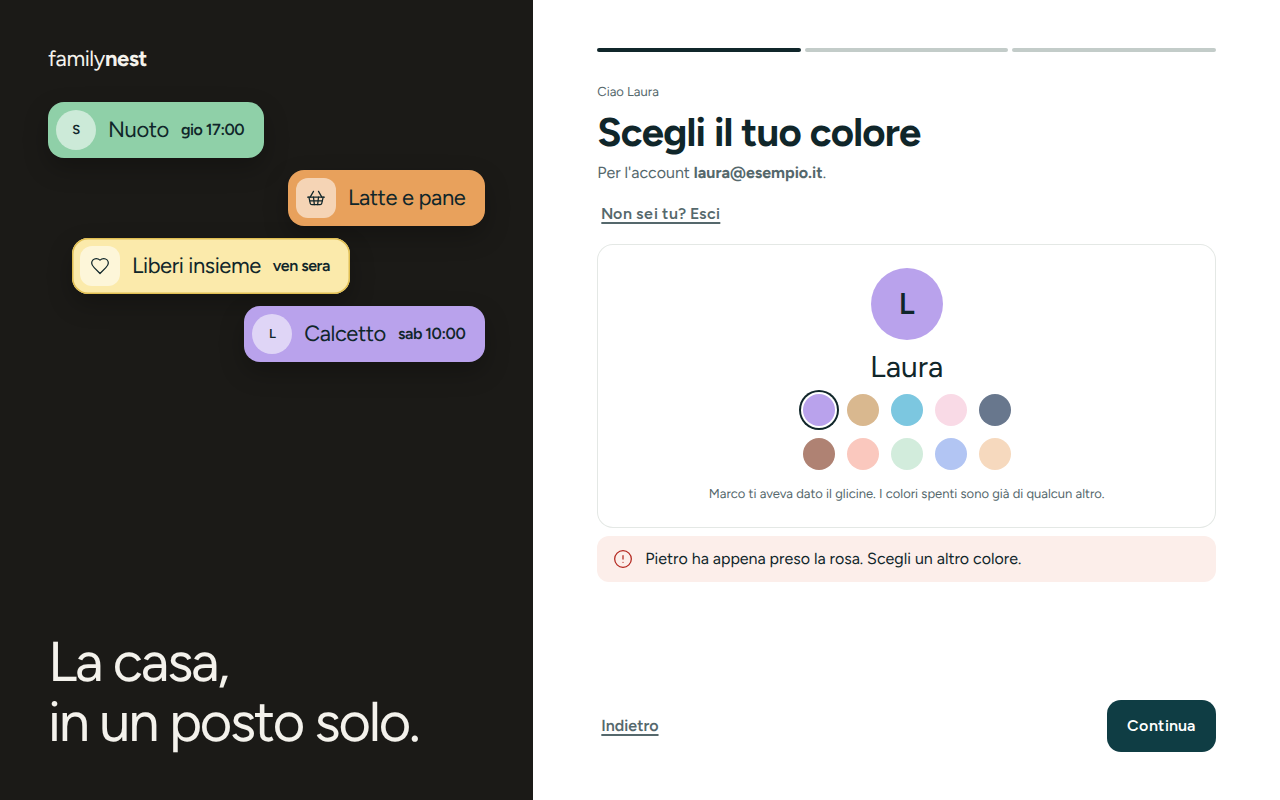 familynest
S Nuoto gio 17:00
Latte e pane
Liberi insieme ven sera
L Calcetto sab 10:00
La casa,
in un posto solo.
Ciao Laura
Scegli il tuo colore
Per l'account laura@esempio.it.
Non sei tu? Esci
L
Laura
Marco ti aveva dato il glicine. I colori spenti sono già di qualcun altro.
Pietro ha appena preso la rosa. Scegli un altro colore.
Indietro
Continua